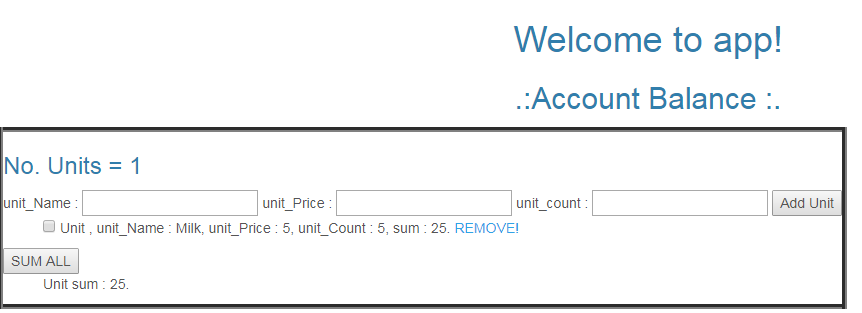 Welcome to app!
.:Account Balance :.
No. Units = 1
unit_Name : unit_Price : unit_count : Add Unit
Unit , unit_Name : Milk, unit_Price : 5, unit_Count : 5, sum : 25. REMOVE!
SUM ALL
Unit sum : 25.